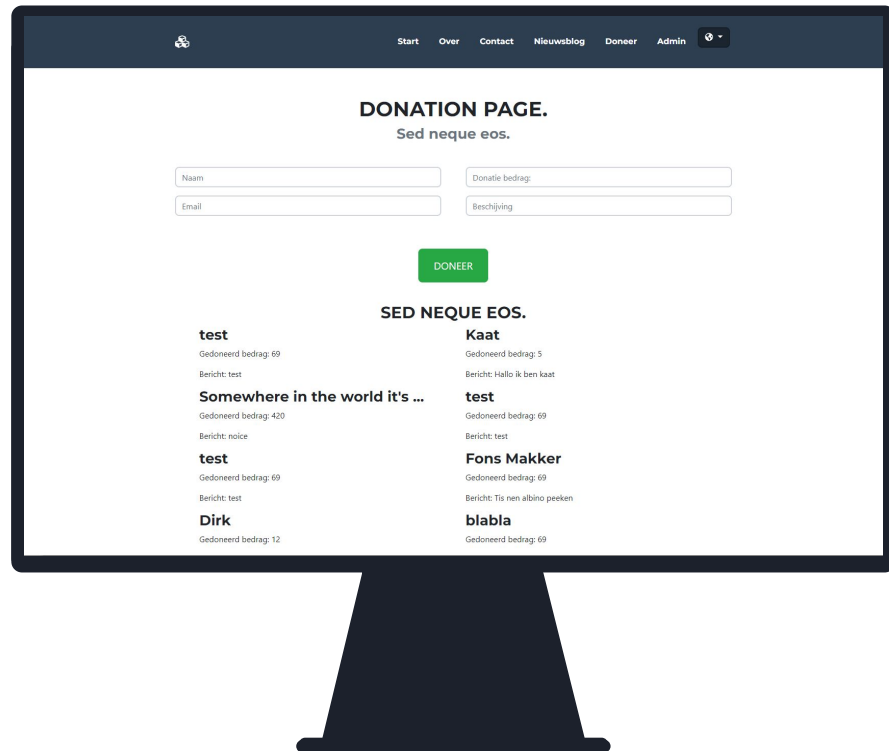 Start Over Contact Nieuwsblog Doneer Admin
DONATION PAGE.
Sed neque eos.
Naam
Donatie bedrag:
Email
Beschijving
DONEER
SED NEQUE EOS.
test
Gedoneerd bedrag: 69
Bericht: test
Kaat
Gedoneerd bedrag: 5
Bericht: Hallo ik ben kaat
Somewhere in the world it's ...
Gedoneerd bedrag: 420
Bericht: noice
test
Gedoneerd bedrag: 69
Bericht: test
test
Gedoneerd bedrag: 69
Bericht: test
Fons Makker
Gedoneerd bedrag: 69
Bericht: Tis nen albino peeken
Dirk
Gedoneerd bedrag: 12
blabla
Gedoneerd bedrag: 69